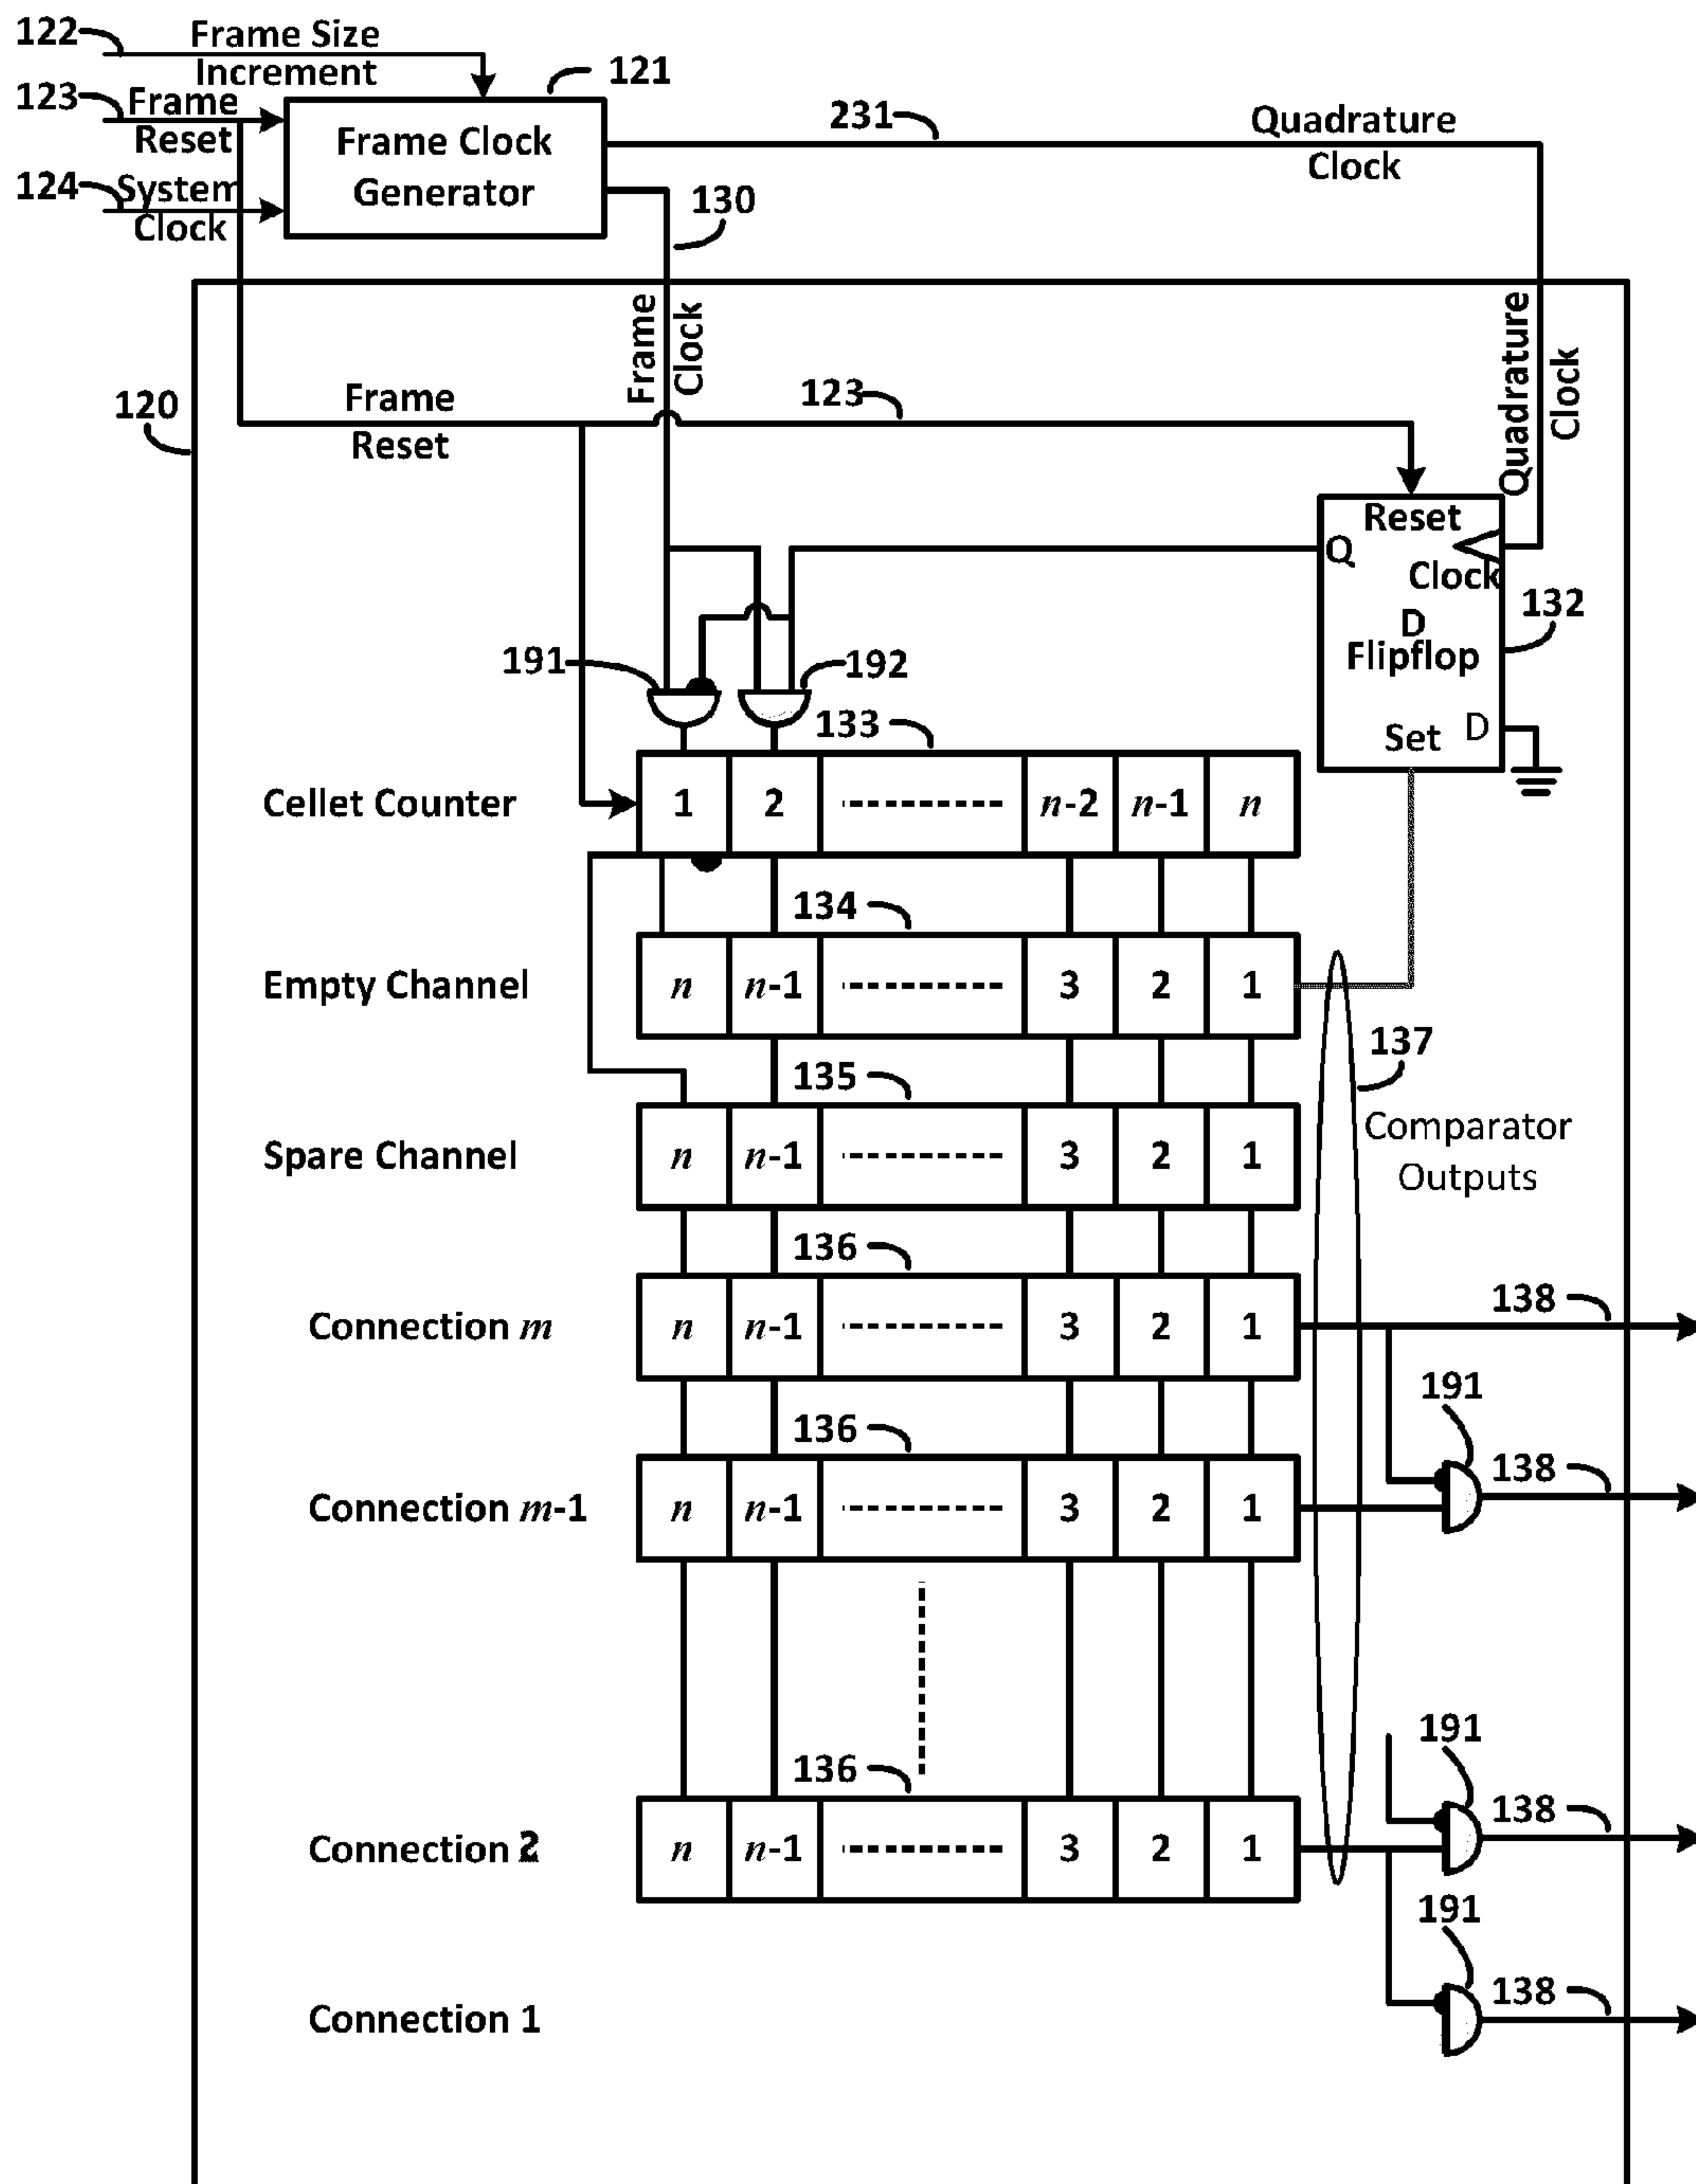 122 Frame Size
Increment
121
123 Frame
Reset
124 System
Clock
Frame Clock
Generator
231
Quadrature
Clock
130
Frame
Clock
Quadrature
Clock
120
Frame
Reset
123
Reset
Q
Clock
D
Flipflop
132
Set D
191
192
133
Cellet Counter 1 2 n-2 n-1 n
134
Empty Channel n n-1 3 2 1
137
Comparator
Outputs
135
Spare Channel n n-1 3 2 1
136
138
Connection m n n-1 3 2 1
191
136
138
Connection m-1 n n-1 3 2 1
191
136
138
Connection 2 n n-1 3 2 1
191
138
Connection 1